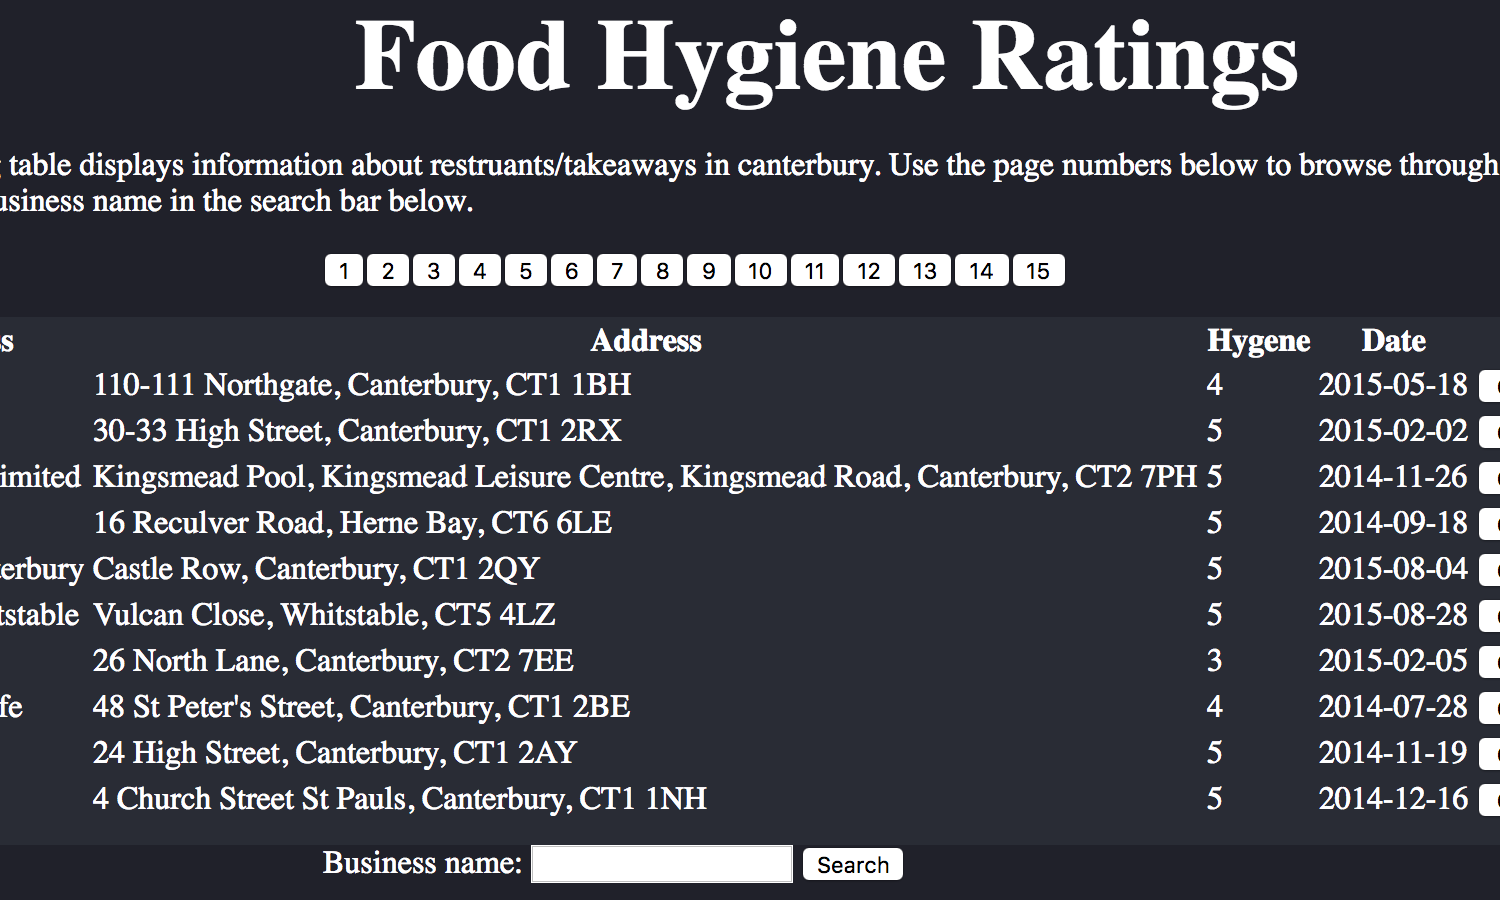 Food Hygiene Ratings
table displays information about restruants/takeaways in canterbury. Use the page numbers below to browse through
business name in the search bar below.
1 2 3 4 5 6 7 8 9 10 11 12 13 14 15
Address Hygene Date
110-111 Northgate, Canterbury, CT1 1BH 4 2015-05-18
30-33 High Street, Canterbury, CT1 2RX 5 2015-02-02
imited Kingsmead Pool, Kingsmead Leisure Centre, Kingsmead Road, Canterbury, CT2 7PH 5 2014-11-26
16 Reculver Road, Herne Bay, CT6 6LE 5 2014-09-18
terbury Castle Row, Canterbury, CT1 2QY 5 2015-08-04
tstable Vulcan Close, Whitstable, CT5 4LZ 5 2015-08-28
26 North Lane, Canterbury, CT2 7EE 3 2015-02-05
fe 48 St Peter's Street, Canterbury, CT1 2BE 4 2014-07-28
24 High Street, Canterbury, CT1 2AY 5 2014-11-19
4 Church Street St Pauls, Canterbury, CT1 1NH 5 2014-12-16
Business name: Search